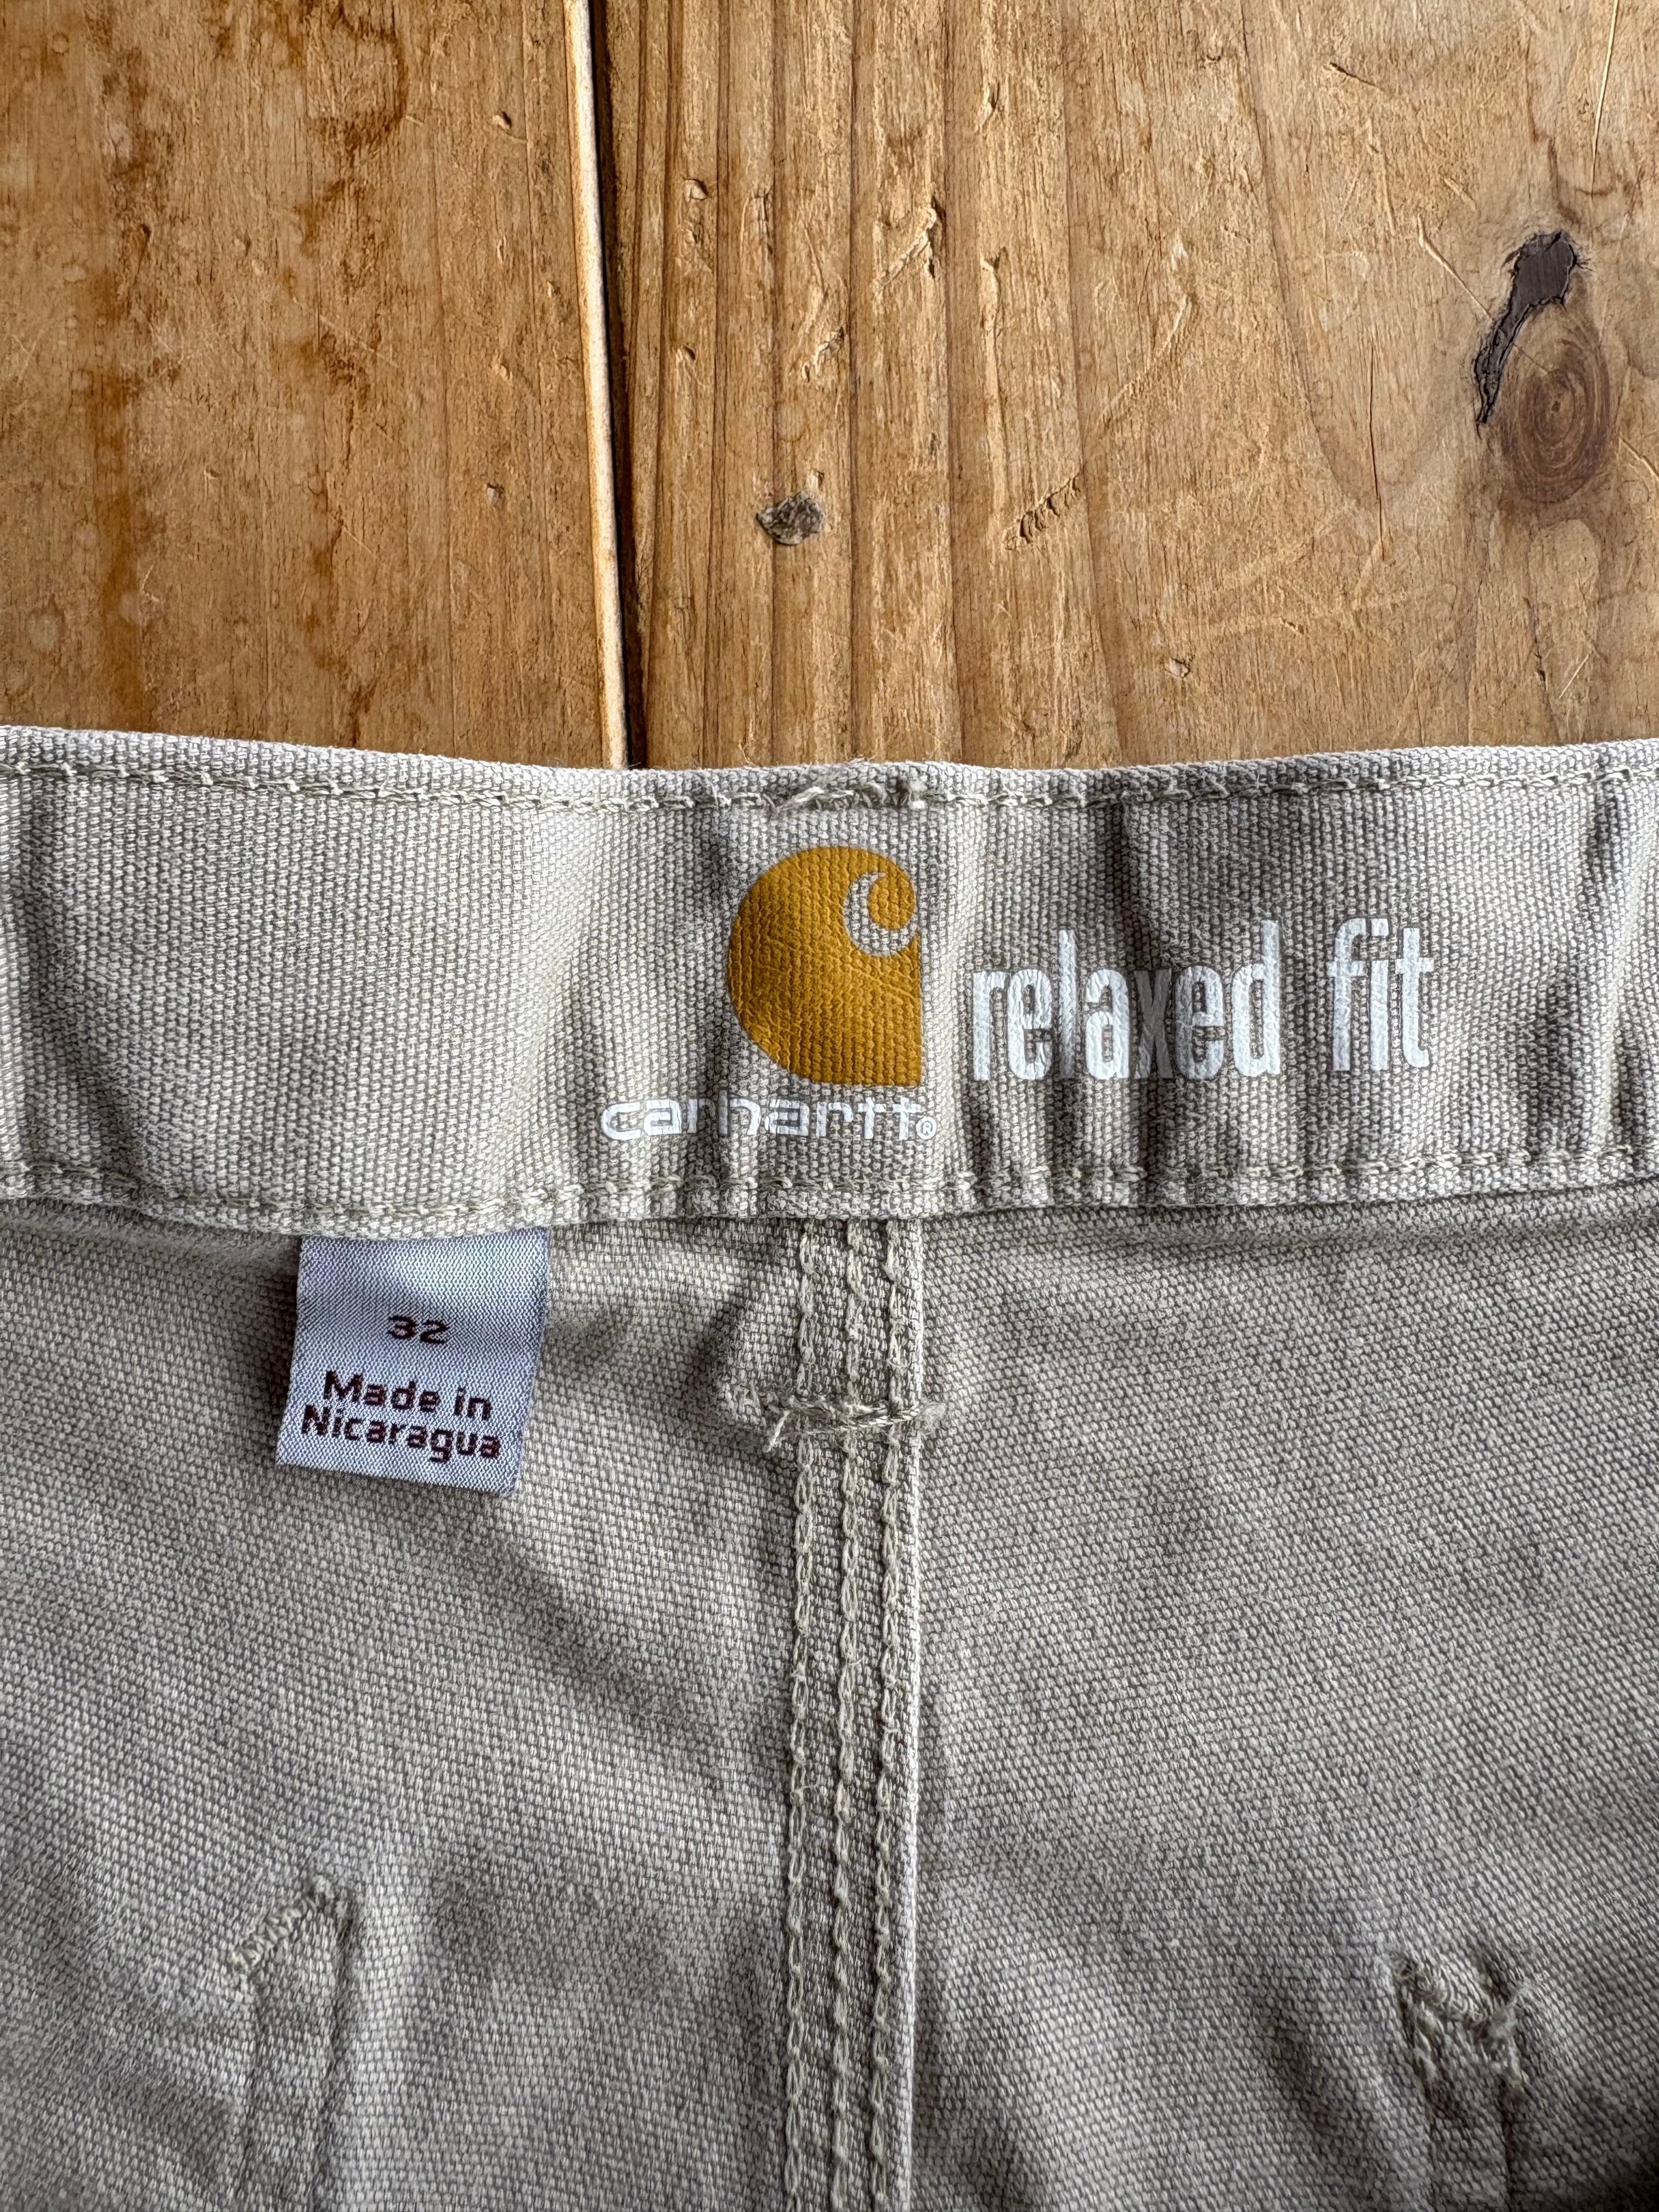 relaxed fit
carhartt®
32
Made in
Nicaragua